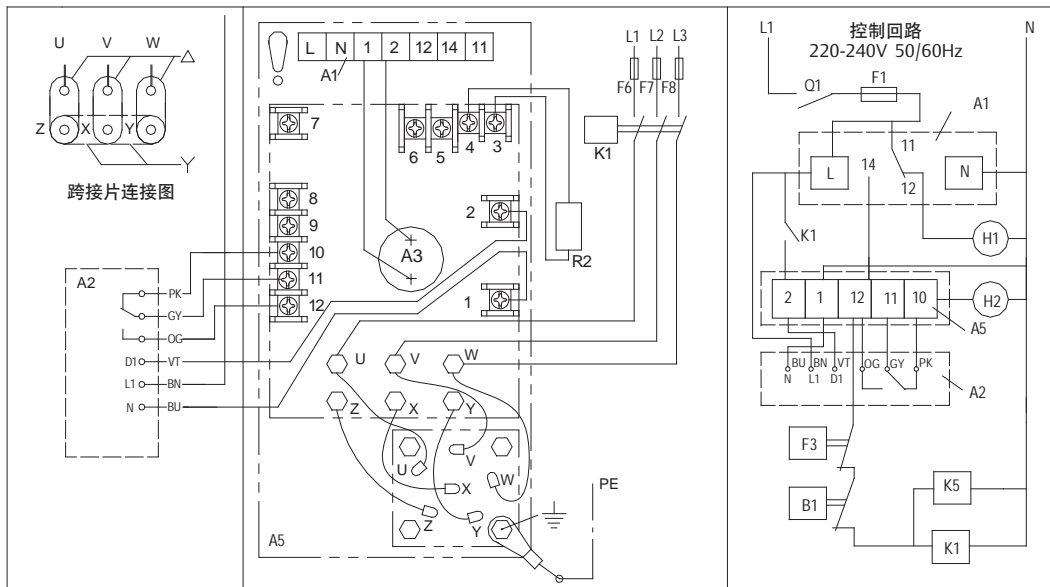 U V W
△
Z X Y
Y
跨接片连接图
A2
PK
GY
OG
D1 VT
L1 BN
N BU
L N 1 2 12 14 11
A1
7
6 5 4 3
8
9
10
11
12
2
1
A3
R2
L1 L2 L3
F6 F7 F8
K1
U V W
Z X Y
U V W
X
Z Y
PE
A5
控制回路
220-240V 50/60Hz
L1 N
Q1 F1
A1
11
L 14 12 N
K1
H1
2 1 12 11 10
H2
A5
BU BN VT OG GY PK
N L1 D1
A2
F3
B1
K5
K1